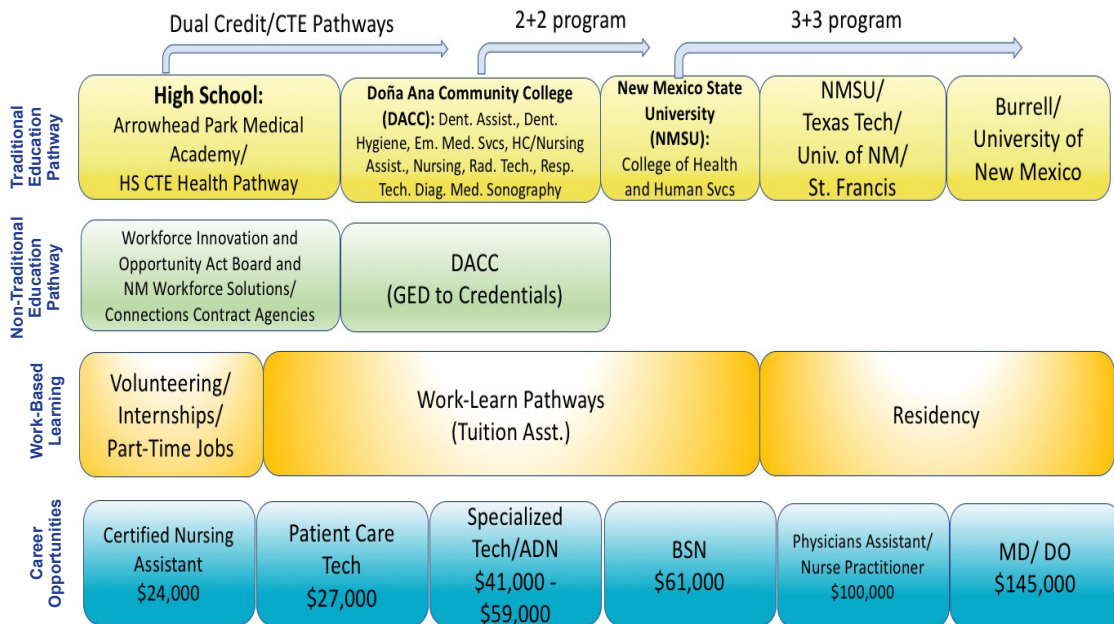 Dual Credit/CTE Pathways
2+2 program
3+3 program
Traditional
Education
Pathway
High School:
Arrowhead Park Medical
Academy/
HS CTE Health Pathway
Doña Ana Community College
(DACC): Dent. Assist., Dent.
Hygiene, Em. Med. Svcs, HC/Nursing
Assist., Nursing, Rad. Tech., Resp.
Tech. Diag. Med. Sonography
New Mexico State
University
(NMSU):
College of Health
and Human Svcs
NMSU/
Texas Tech/
Univ. of NM/
St. Francis
Burrell/
University of
New Mexico
Non-Traditional
Education
Pathway
Workforce Innovation and
Opportunity Act Board and
NM Workforce Solutions/
Connections Contract Agencies
DACC
(GED to Credentials)
Work-Based
Learning
Volunteering/
Internships/
Part-Time Jobs
Work-Learn Pathways
(Tuition Asst.)
Residency
Career
Opportunities
Certified Nursing
Assistant
$24,000
Patient Care
Tech
$27,000
Specialized
Tech/ADN
$41,000 -
$59,000
BSN
$61,000
Physicians Assistant/
Nurse Practitioner
$100,000
MD/ DO
$145,000